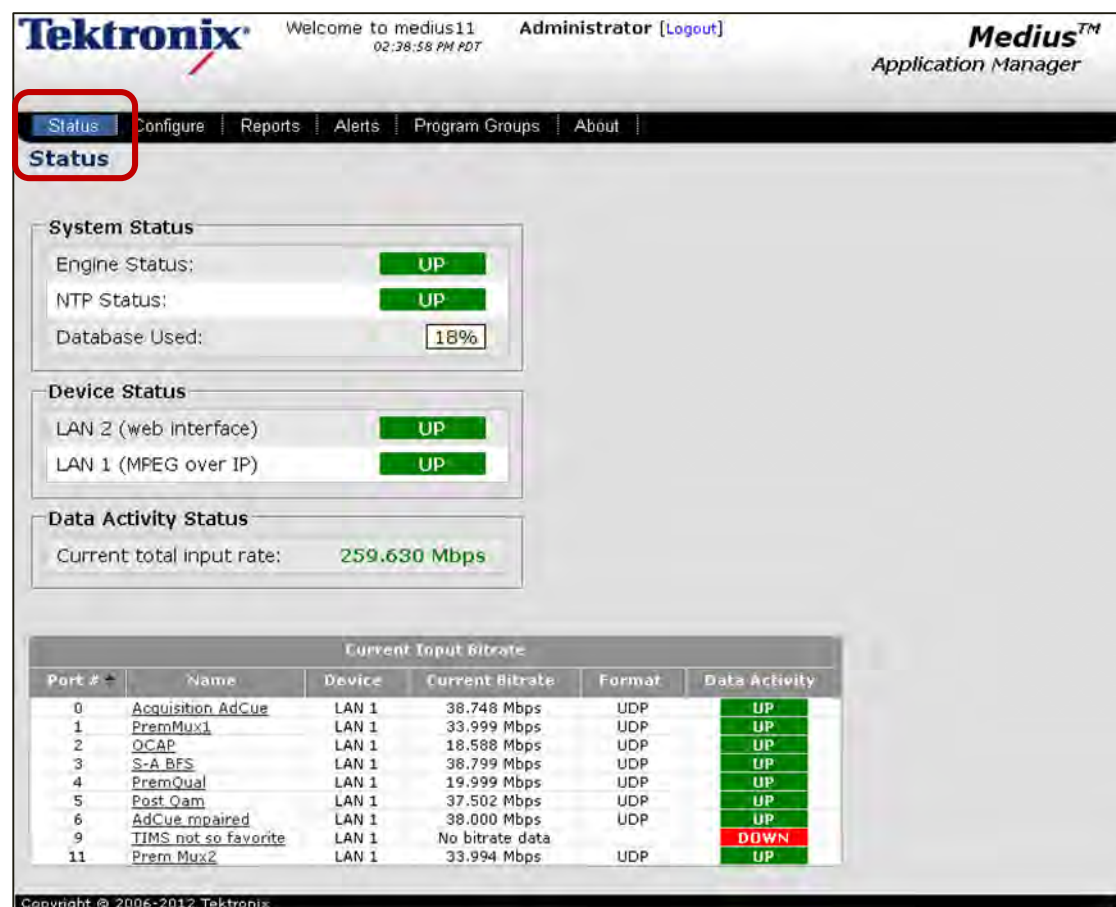 Tektronix Welcome to medius11 Administrator [Logout] Medius™
02:38:58 PM PDT Application Manager
Status Configure Reports Alerts Program Groups About
Status
System Status
Engine Status: UP
NTP Status: UP
Database Used: 18%
Device Status
LAN 2 (web interface) UP
LAN 1 (MPEG over IP) UP
Data Activity Status
Current total input rate: 259.630 Mbps
Current Input Bitrate
Port # Name Device Current Bitrate Format Data Activity
0 Acquisition AdCue LAN 1 38.748 Mbps UDP UP
1 PremMux1 LAN 1 33.999 Mbps UDP UP
2 OCAP LAN 1 18.588 Mbps UDP UP
3 S-A BFS LAN 1 38.799 Mbps UDP UP
4 PremQual LAN 1 19.999 Mbps UDP UP
5 Post Qam LAN 1 37.502 Mbps UDP UP
6 AdCue mpaired LAN 1 38.000 Mbps UDP UP
9 TIMS not so favorite LAN 1 No bitrate data DOWN
11 Prem Mux2 LAN 1 33.994 Mbps UDP UP
Copyright © 2006-2012 Tektronix